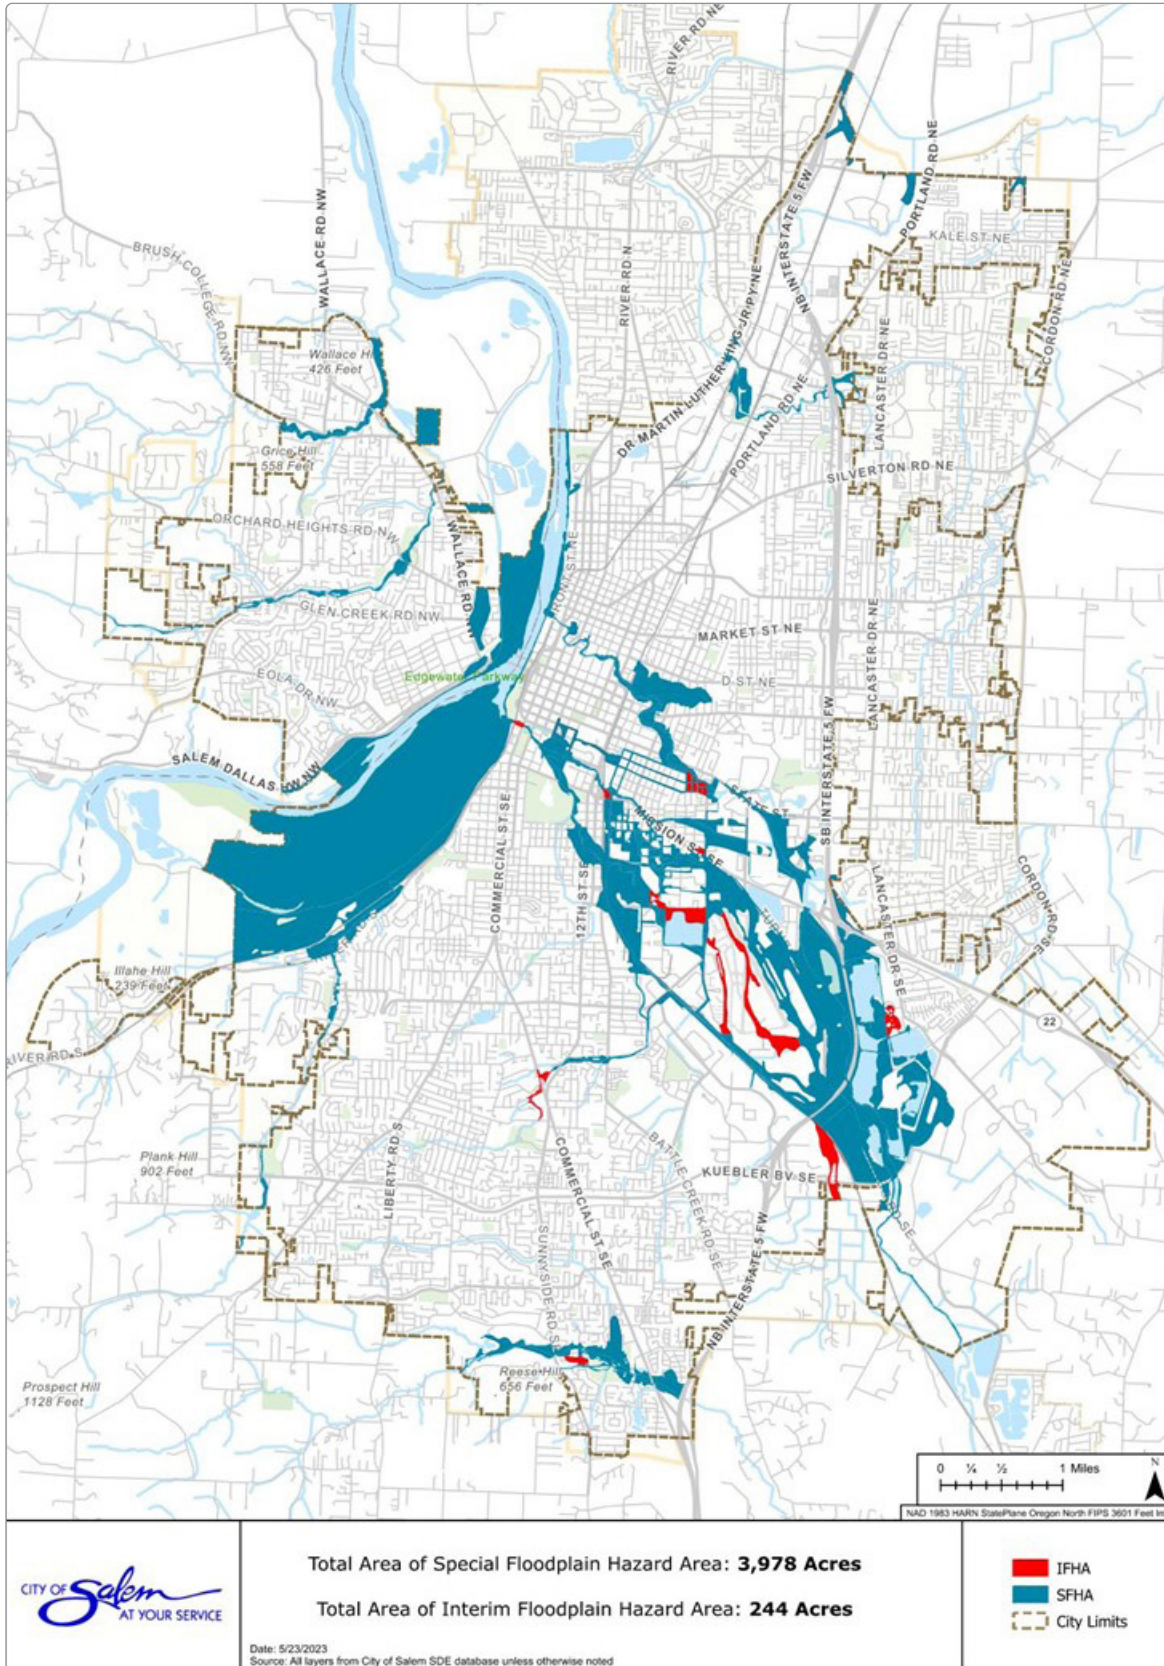 RIVER RD NE
WALLACE RD NW
BRUSH COLLEGE RD NW
PORTLAND RD NE
NB INTERSTATE 5 FW
KALE ST NE
RIVER RD N
CORDON RD NE
LANCASTER DR NE
Wallace Hi
426 Feet
DR MARTIN LUTHER KING JR PY NE
PORTLAND RD NE
Grice Hill
558 Feet
SILVERTON RD NE
ORCHARD HEIGHTS RD NW
WALLACE RD NW
RONT ST NE
GLEN CREEK RD NW
MARKET ST NE
LANCASTER DR NE
EOLA DR NW
Edgewater Parkway
D ST NE
SALEM DALLAS HW NW
SB INTERSTATE 5 FW
STATE ST
MISSION ST SE
COMMERCIAL ST SE
12TH ST SE
LANCASTER DR SE
CORDON RD SE
TUR
Illahe Hill
239 Feet
22
RIVER RD S
Plank Hill
902 Feet
LIBERTY RD S
COMMERCIAL ST SE
BATTLE CREEK RD SE
KUEBLER BV SE
RD SE
SUNNYSIDE RD S
NB INTERSTATE 5 FW
Reese Hill
656 Feet
Prospect Hill
1128 Feet
0 ¼ ½ 1 Miles
N
NAD 1983 HARN StatePlane Oregon North FIPS 3601 Feet Int
CITY OF Salem
AT YOUR SERVICE
Total Area of Special Floodplain Hazard Area: 3,978 Acres
Total Area of Interim Floodplain Hazard Area: 244 Acres
Date: 5/23/2023
Source: All layers from City of Salem SDE database unless otherwise noted
IFHA
SFHA
City Limits